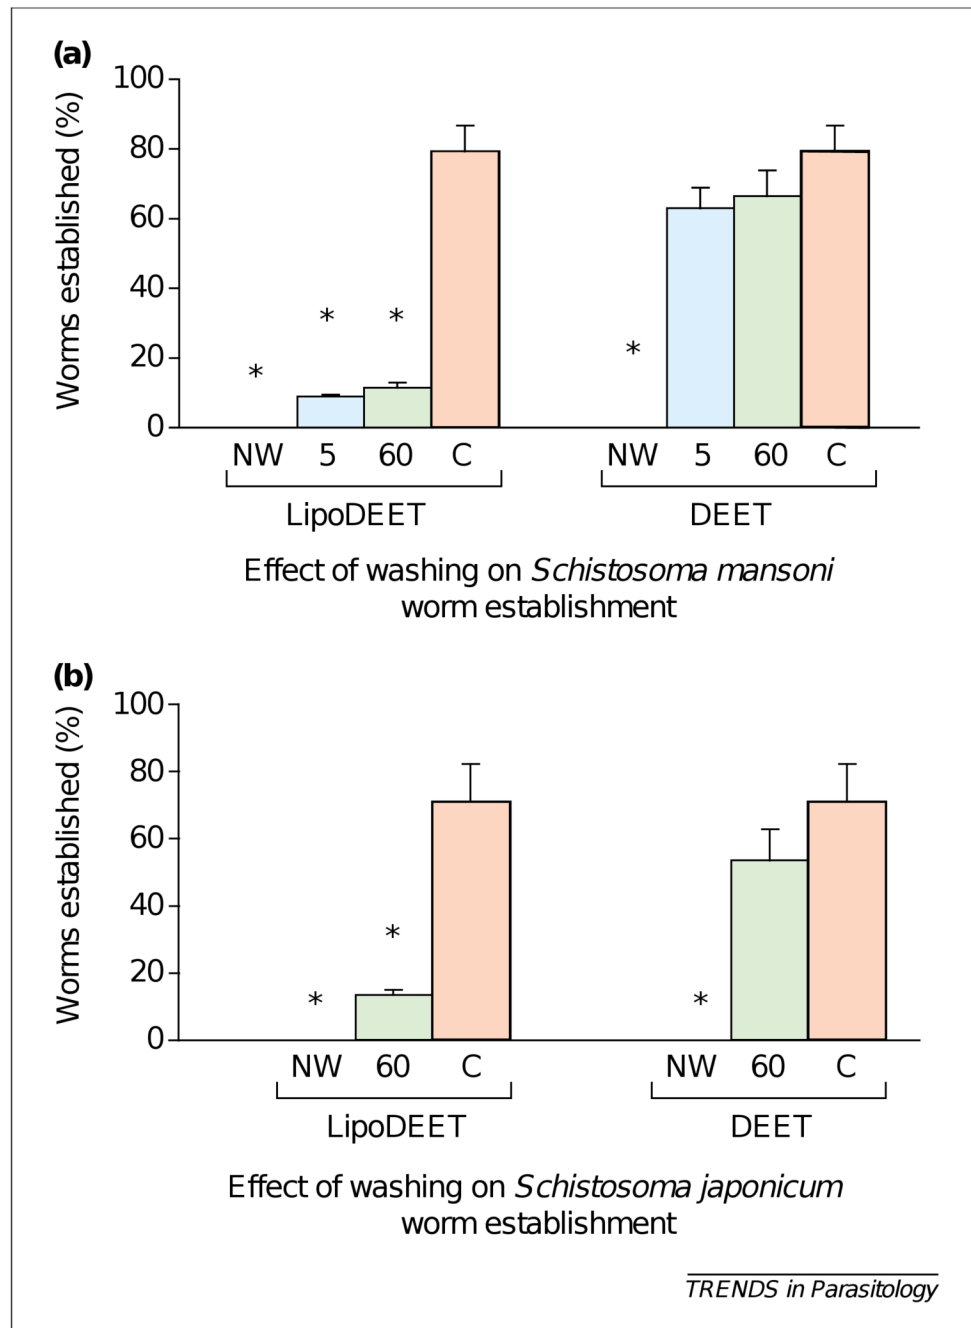 (a)
Worms established (%)
100
80
60
40
20
0
*
*
*
*
NW 5 60 C NW 5 60 C
LipoDEET DEET
Effect of washing on Schistosoma mansoni
worm establishment
(b)
Worms established (%)
100
80
60
40
20
0
*
*
*
NW 60 C NW 60 C
LipoDEET DEET
Effect of washing on Schistosoma japonicum
worm establishment
TRENDS in Parasitology